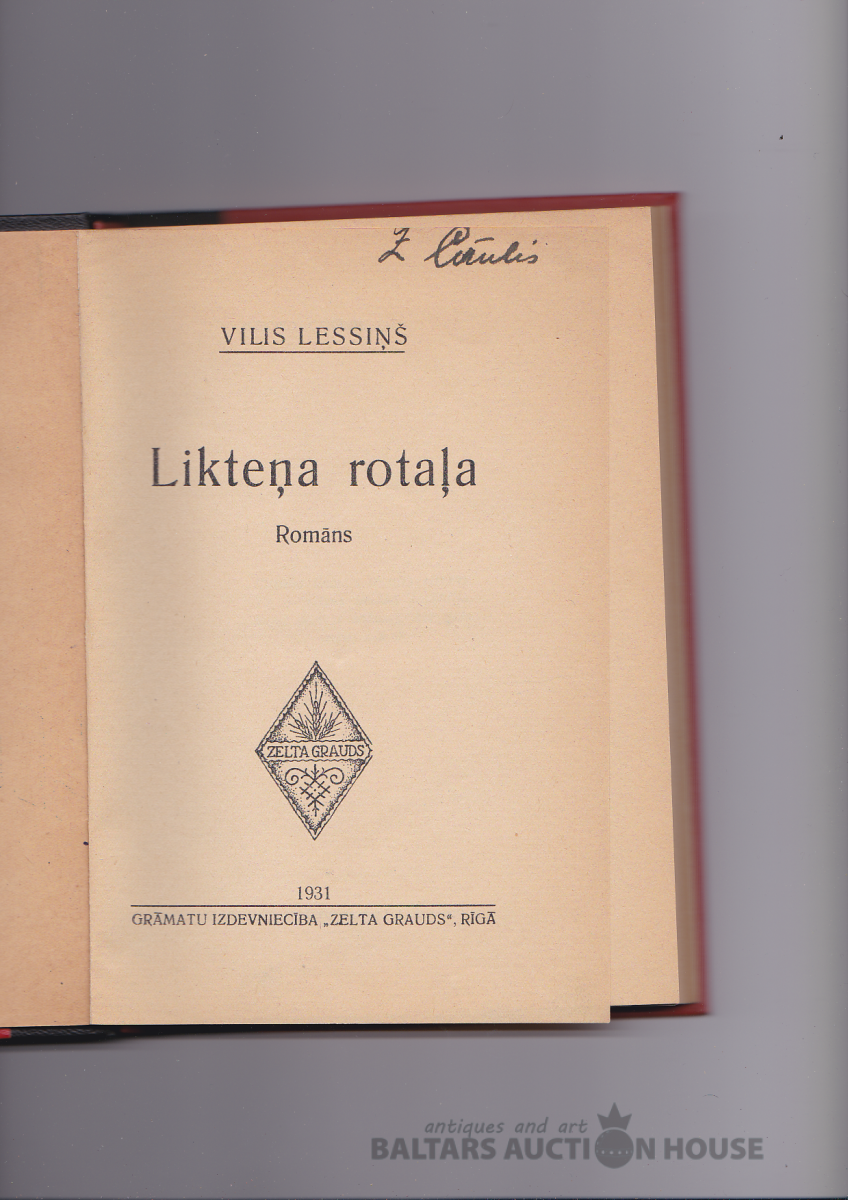 Z Cīrulis
VILIS LESSIŅŠ
Likteņa rotaļa
Romāns
ZELTA GRAUDS
1931
GRĀMATU IZDEVNIECĪBA „ZELTA GRAUDS“, RĪGĀ
antiques and art
BALTARS AUCTION HOUSE